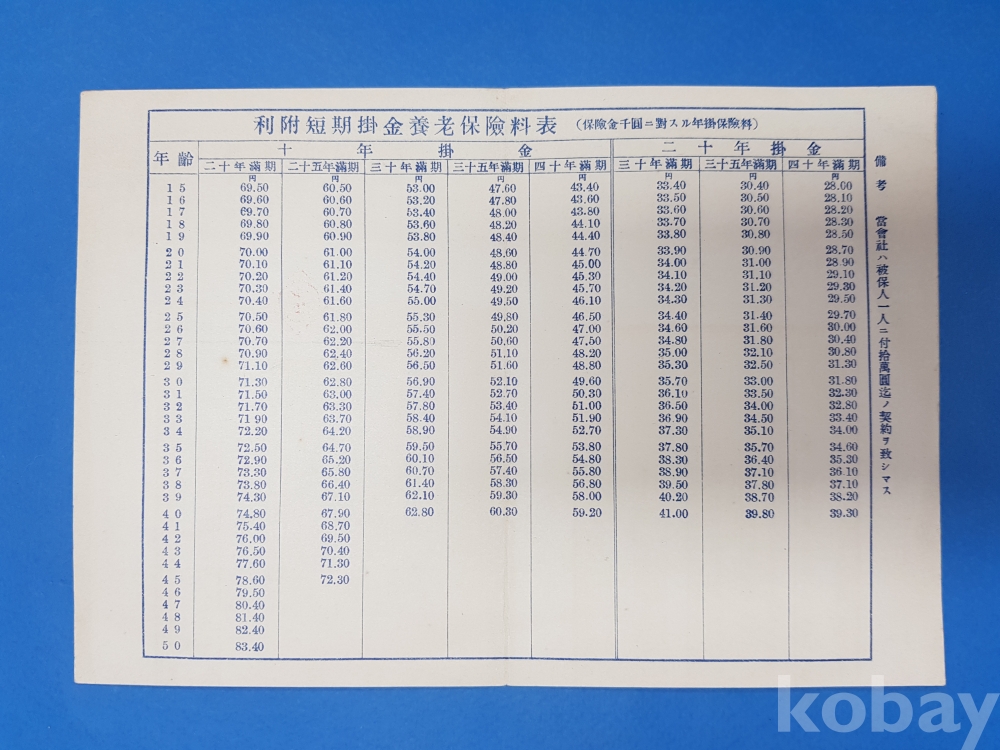 利附短期掛金養老保險料表 (保險金千圓ニ對スル年掛保險料)
年齡 十年掛金 二十年掛金
二十年滿期 二十五年滿期 三十年滿期 三十五年滿期 四十年滿期 三十年滿期 三十五年滿期 四十年滿期
円 円 円 円 円 円 円 円
15 69.50 60.50 53.00 47.60 43.40 33.40 30.40 28.00
16 69.60 60.60 53.20 47.80 43.60 33.50 30.50 28.10
17 69.70 60.70 53.40 48.00 43.80 33.60 30.60 28.20
18 69.80 60.80 53.60 48.20 44.10 33.70 30.70 28.30
19 69.90 60.90 53.80 48.40 44.40 33.80 30.80 28.50
20 70.00 61.00 54.00 48.60 44.70 33.90 30.90 28.70
21 70.10 61.10 54.20 48.80 45.00 34.00 31.00 28.90
22 70.20 61.20 54.40 49.00 45.30 34.10 31.10 29.10
23 70.30 61.40 54.70 49.20 45.70 34.20 31.20 29.30
24 70.40 61.60 55.00 49.50 46.10 34.30 31.30 29.50
25 70.50 61.80 55.30 49.80 46.50 34.40 31.40 29.70
26 70.60 62.00 55.50 50.20 47.00 34.60 31.60 30.00
27 70.70 62.20 55.80 50.60 47.50 34.80 31.80 30.40
28 70.90 62.40 56.20 51.10 48.20 35.00 32.10 30.80
29 71.10 62.60 56.50 51.60 48.80 35.30 32.50 31.30
30 71.30 62.80 56.90 52.10 49.60 35.70 33.00 31.80
31 71.50 63.00 57.40 52.70 50.30 36.10 33.50 32.30
32 71.70 63.30 57.80 53.40 51.00 36.50 34.00 32.80
33 71.90 63.70 58.40 54.10 51.90 36.90 34.50 33.40
34 72.20 64.20 58.90 54.90 52.70 37.30 35.10 34.00
35 72.50 64.70 59.50 55.70 53.80 37.80 35.70 34.60
36 72.90 65.20 60.10 56.50 54.80 38.30 36.40 35.30
37 73.30 65.80 60.70 57.40 55.80 38.90 37.10 36.10
38 73.80 66.40 61.40 58.30 56.80 39.50 37.80 37.10
39 74.30 67.10 62.10 59.30 58.00 40.20 38.70 38.20
40 74.80 67.90 62.80 60.30 59.20 41.00 39.80 39.30
41 75.40 68.70
42 76.00 69.50
43 76.50 70.40
44 77.60 71.30
45 78.60 72.30
46 79.50
47 80.40
48 81.40
49 82.40
50 83.40
備考 當會社ハ被保人一人ニ付拾萬圓迄ノ契約ヲ致シマス
kobay